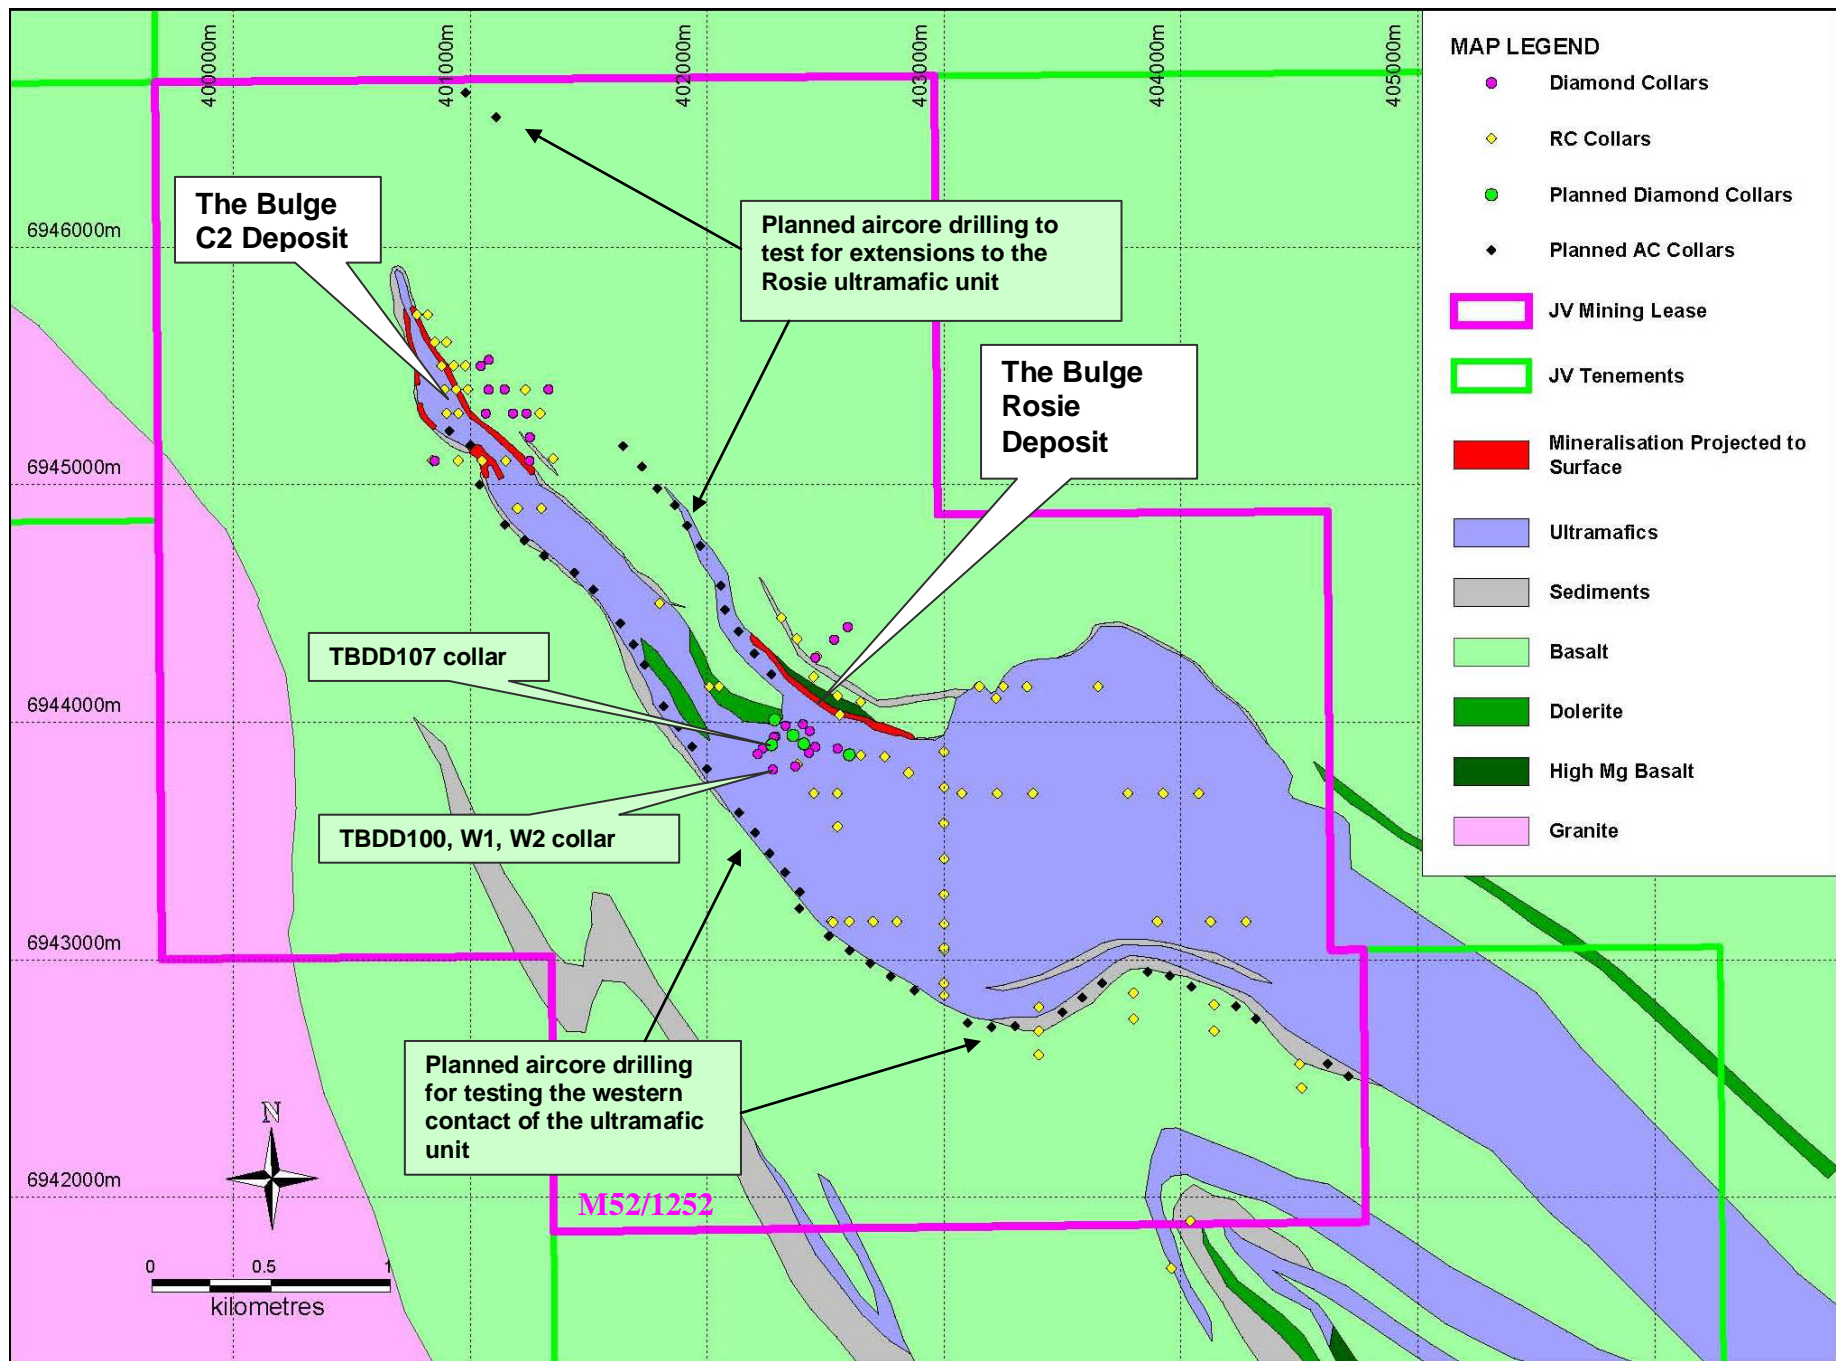 400000m
401000m
402000m
403000m
404000m
405000m
6946000m
6945000m
6944000m
6943000m
6942000m
The Bulge
C2 Deposit
Planned aircore drilling to
test for extensions to the
Rosie ultramafic unit
The Bulge
Rosie
Deposit
TBDD107 collar
TBDD100, W1, W2 collar
Planned aircore drilling
for testing the western
contact of the ultramafic
unit
M52/1252
N
0 0.5 1
kilometres
MAP LEGEND
Diamond Collars
RC Collars
Planned Diamond Collars
Planned AC Collars
JV Mining Lease
JV Tenements
Mineralisation Projected to
Surface
Ultramafics
Sediments
Basalt
Dolerite
High Mg Basalt
Granite